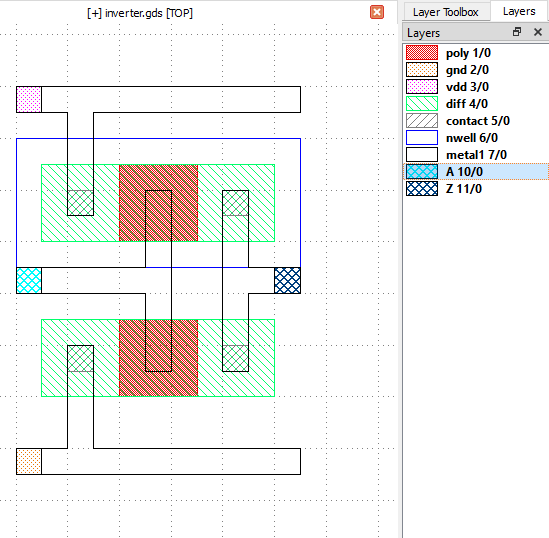 [+] inverter.gds [TOP]
Layer Toolbox Layers
Layers
poly 1/0
gnd 2/0
vdd 3/0
diff 4/0
contact 5/0
nwell 6/0
metal1 7/0
A 10/0
Z 11/0